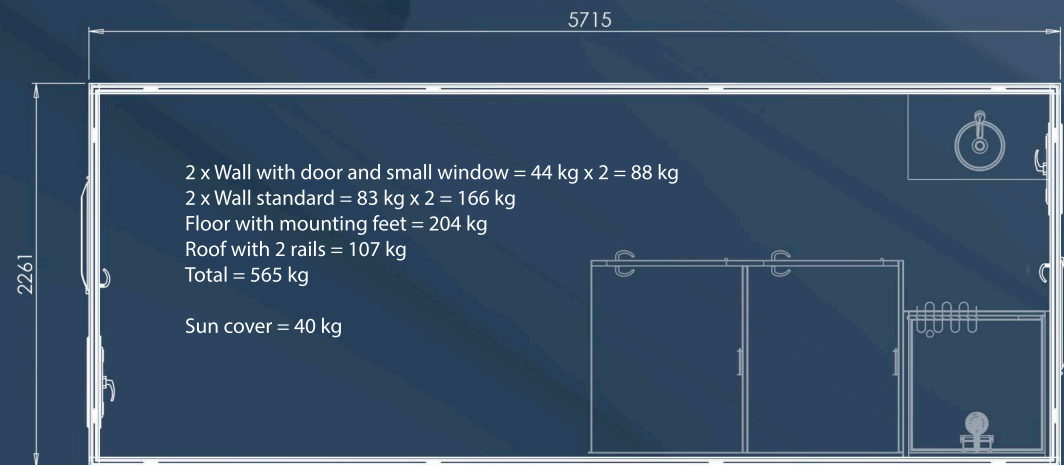 5715
2261
2 x Wall with door and small window = 44 kg x 2 = 88 kg
2 x Wall standard = 83 kg x 2 = 166 kg
Floor with mounting feet = 204 kg
Roof with 2 rails = 107 kg
Total = 565 kg
Sun cover = 40 kg